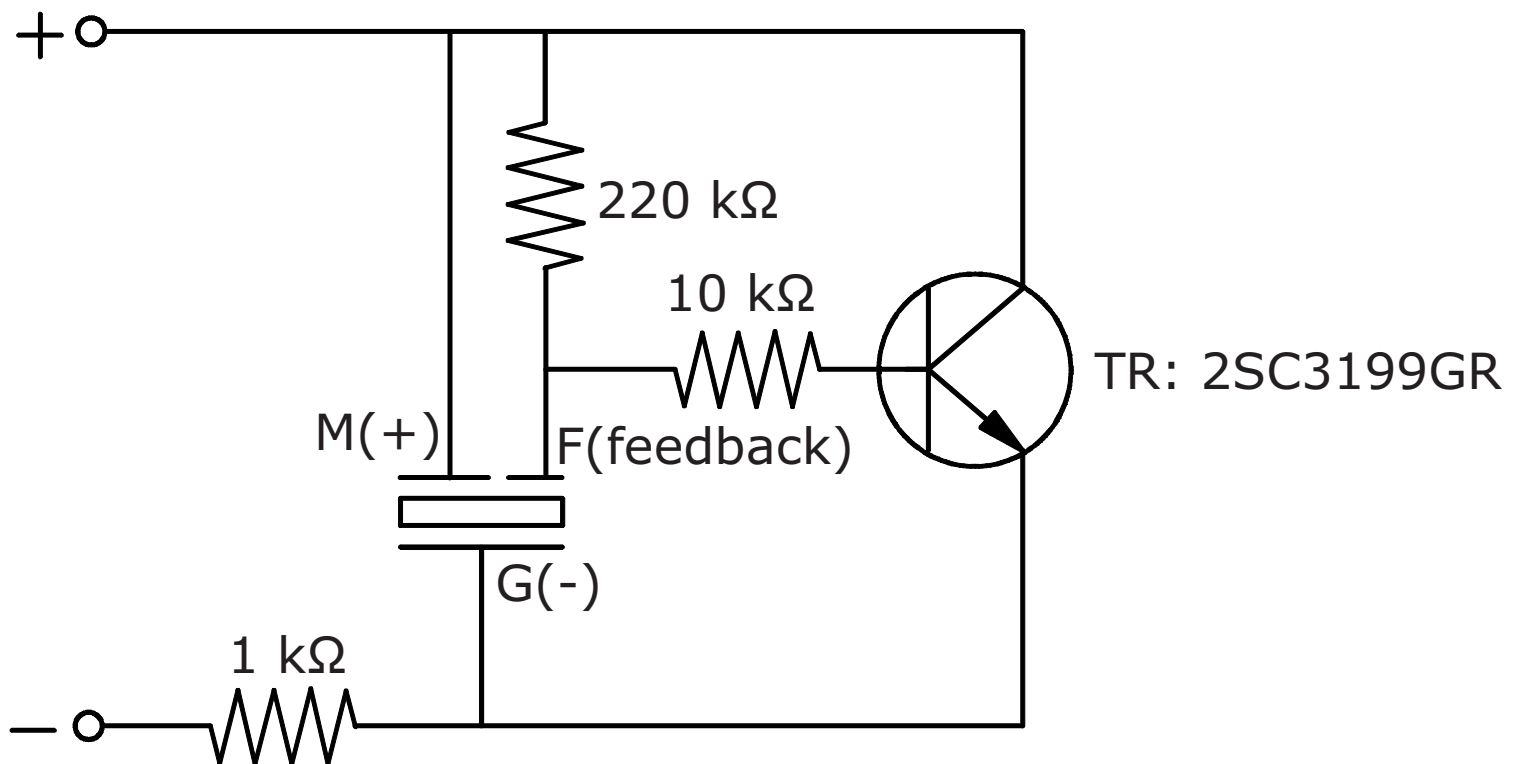 +
220 kΩ
10 kΩ
TR: 2SC3199GR
M(+)
F(feedback)
G(-)
1 kΩ
−